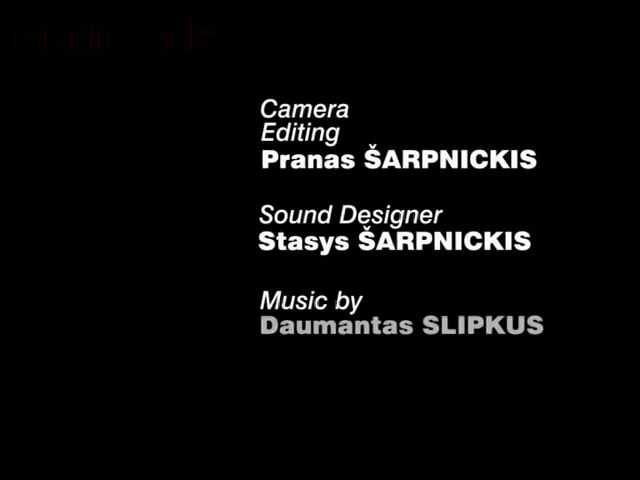 Camera
Editing
Pranas ŠARPNICKIS
Sound Designer
Stasys ŠARPNICKIS
Music by
Daumantas SLIPKUS